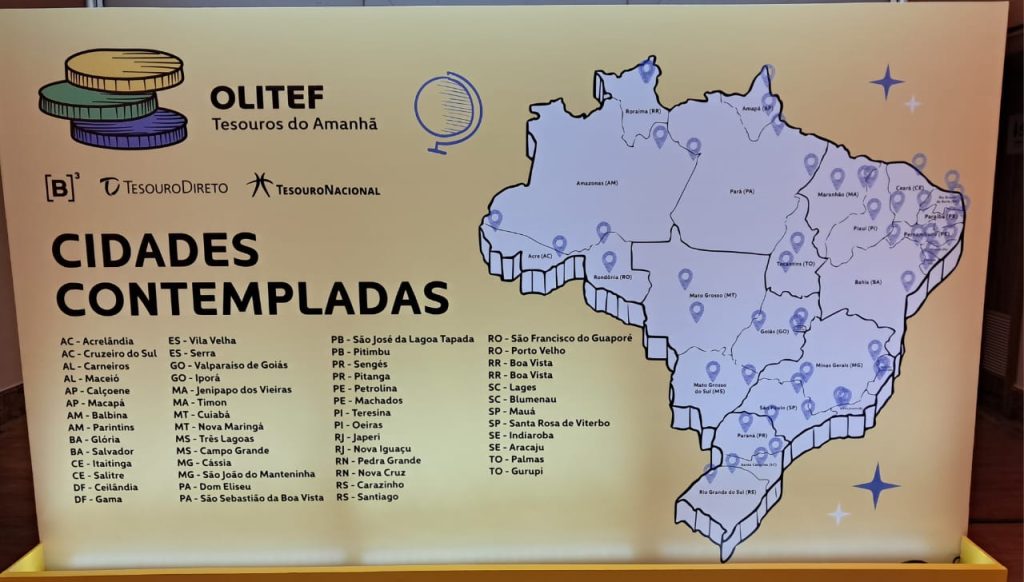 OLITEF
Tesouros do Amanhã
[B]³
TESOURODIRETO
TESOURONACIONAL
CIDADES
CONTEMPLADAS
AC - Acrelândia
AC - Cruzeiro do Sul
AL - Carneiros
AL - Maceió
AP - Calçoene
AP - Macapá
AM - Balbina
AM - Parintins
BA - Glória
BA - Salvador
CE - Itaitinga
CE - Salitre
DF - Ceilândia
DF - Gama
ES - Vila Velha
ES - Serra
GO - Valparaíso de Goiás
GO - Iporá
MA - Jenipapo dos Vieiras
MA - Timon
MT - Cuiabá
MT - Nova Maringá
MS - Três Lagoas
MS - Campo Grande
MG - Cássia
MG - São João do Manteninha
PA - Dom Eliseu
PA - São Sebastião da Boa Vista
PB - São José da Lagoa Tapada
PB - Pitimbu
PR - Sengés
PR - Pitanga
PE - Petrolina
PE - Machados
PI - Teresina
PI - Oeiras
RJ - Japeri
RJ - Nova Iguaçu
RN - Pedra Grande
RN - Nova Cruz
RS - Carazinho
RS - Santiago
RO - São Francisco do Guaporé
RO - Porto Velho
RR - Boa Vista
RR - Boa Vista
SC - Lages
SC - Blumenau
SP - Mauá
SP - Santa Rosa de Viterbo
SE - Indiaroba
SE - Aracaju
TO - Palmas
TO - Gurupi
Roraima (RR)
Amapá (AP)
Amazonas (AM)
Pará (PA)
Maranhão (MA)
Ceará (CE)
Paraíba (PB)
Pernambuco (PE)
Piauí (PI)
Acre (AC)
Rondônia (RO)
Tocantins (TO)
Bahia (BA)
Mato Grosso (MT)
Goiás (GO)
Minas Gerais (MG)
Mato Grosso
do Sul (MS)
São Paulo (SP)
Paraná (PR)
Santa Catarina (SC)
Rio Grande do Sul (RS)